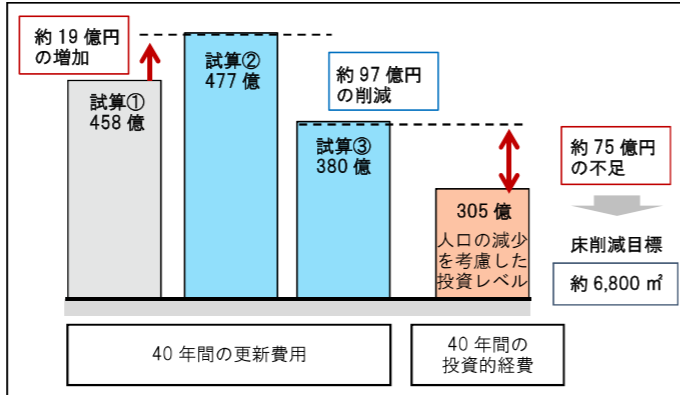 約 19 億円
の増加
試算①
458 億
試算②
477 億
約 97 億円
の削減
試算③
380 億
305 億
人口の減少
を考慮した
投資レベル
約 75 億円
の不足
床削減目標
約 6,800 ㎡
40 年間の更新費用
40 年間の
投資的経費